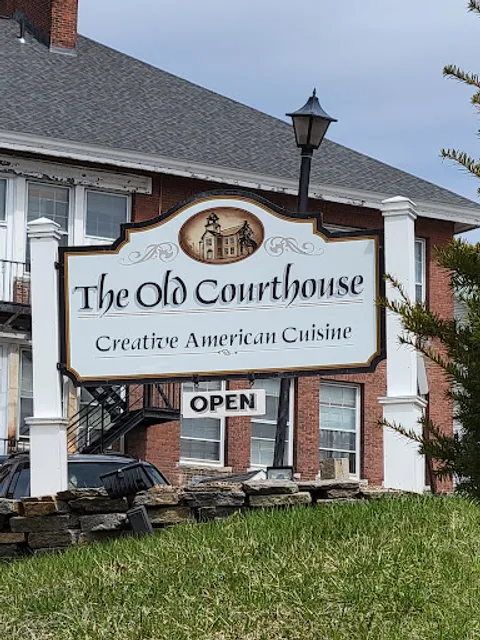 The Old Courthouse
Creative American Cuisine
OPEN